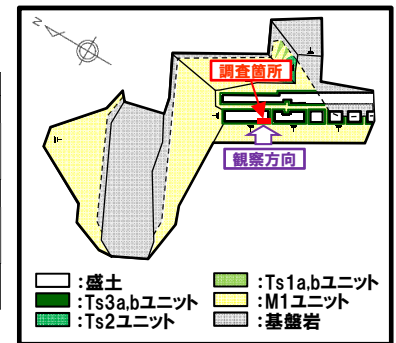 N
調査箇所
観察方向
:盛土
:Ts1a,bユニット
:Ts3a,bユニット
:M1ユニット
:Ts2ユニット
:基盤岩